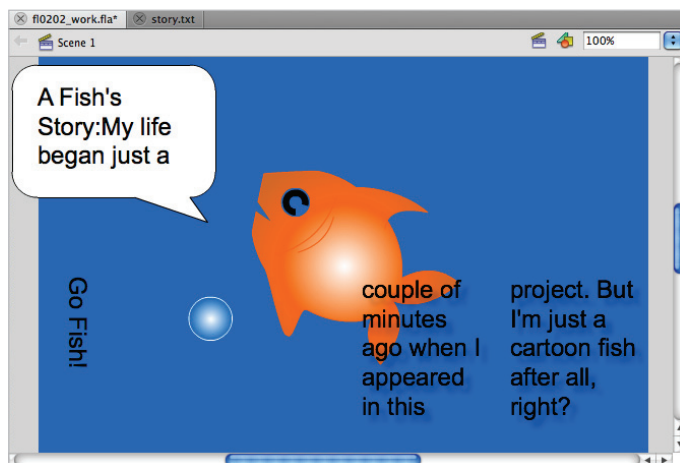 fl0202_work.fla*
story.txt
Scene 1
100%
A Fish's
Story:My life
began just a
Go Fish!
couple of
minutes
ago when I
appeared
in this
project. But
I'm just a
cartoon fish
after all,
right?